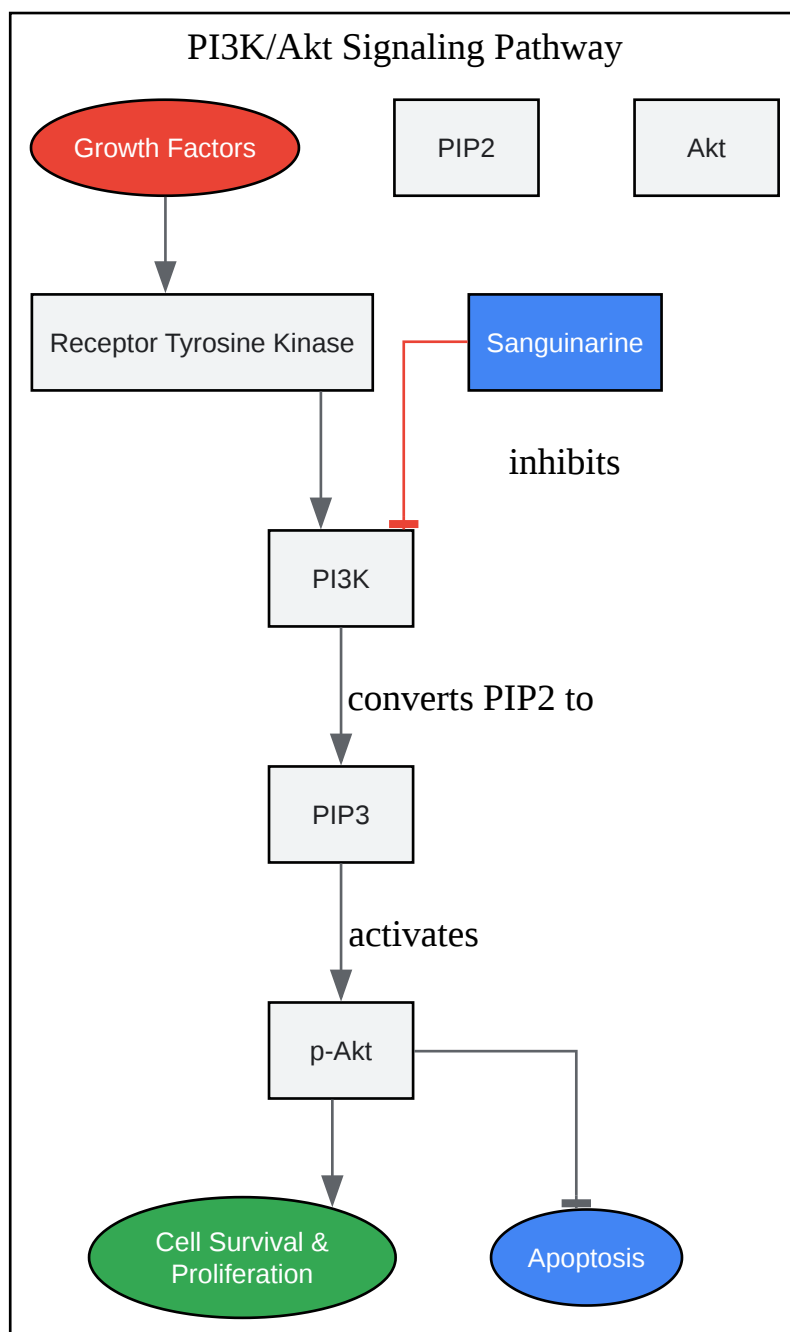 PI3K/Akt Signaling Pathway
Growth Factors
PIP2
Akt
Receptor Tyrosine Kinase
Sanguinarine
inhibits
PI3K
converts PIP2 to
PIP3
activates
p-Akt
Cell Survival &
Proliferation
Apoptosis